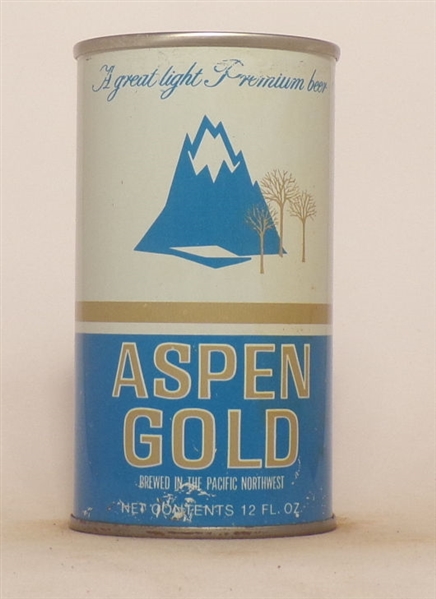 A great light Premium beer
ASPEN
GOLD
BREWED IN THE PACIFIC NORTHWEST
NET CONTENTS 12 FL. OZ.